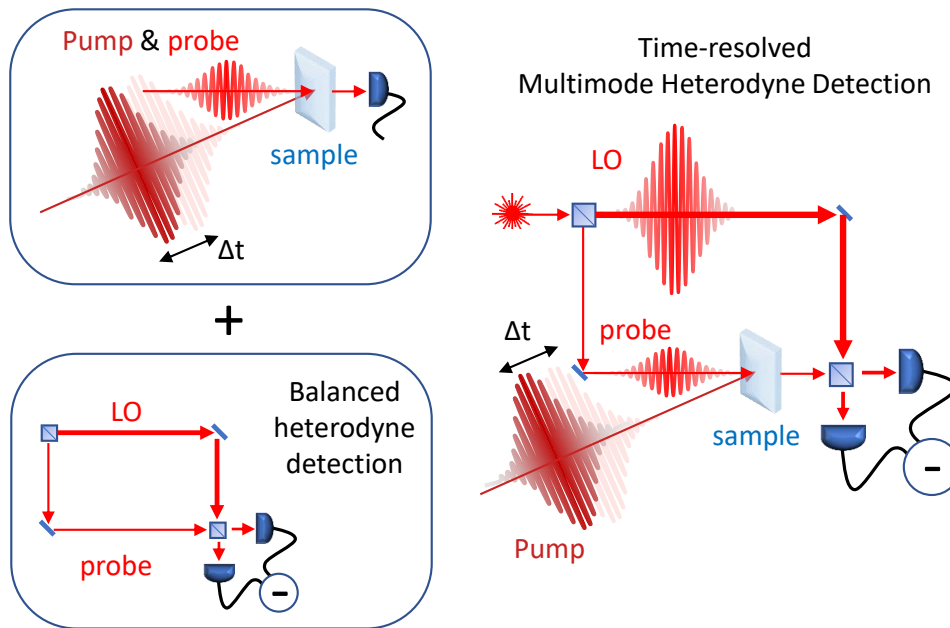 Pump & probe
sample
Δt
+
Balanced
heterodyne
detection
LO
probe
-
Time-resolved
Multimode Heterodyne Detection
LO
Δt
probe
sample
-
Pump